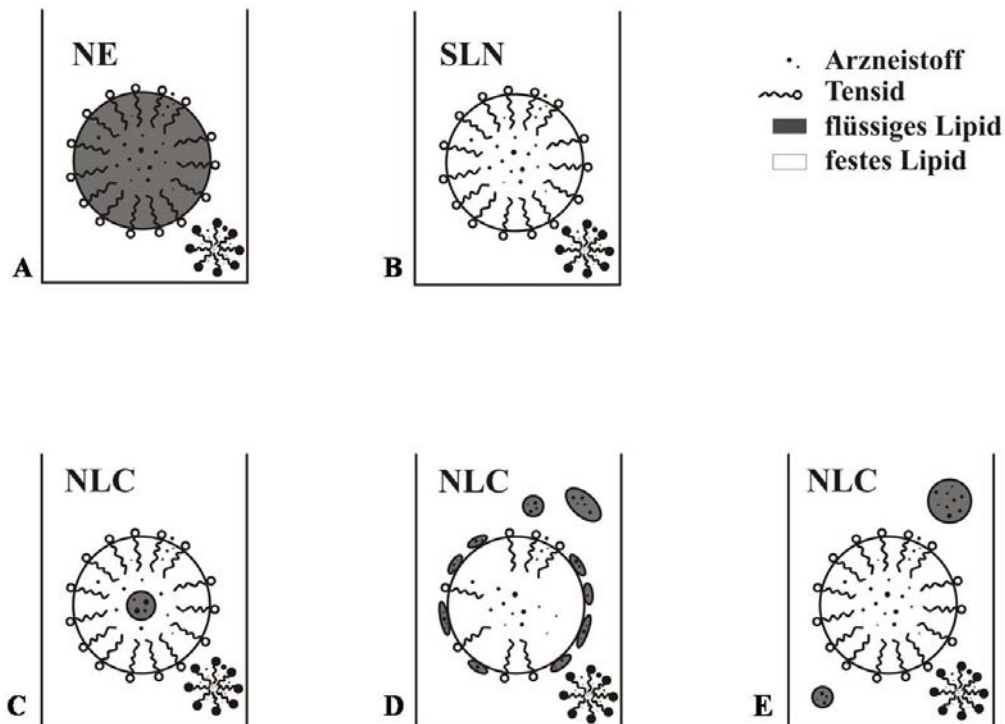 NE
A
SLN
B
Arzneistoff
Tensid
flüssiges Lipid
festes Lipid
NLC
C
NLC
D
NLC
E